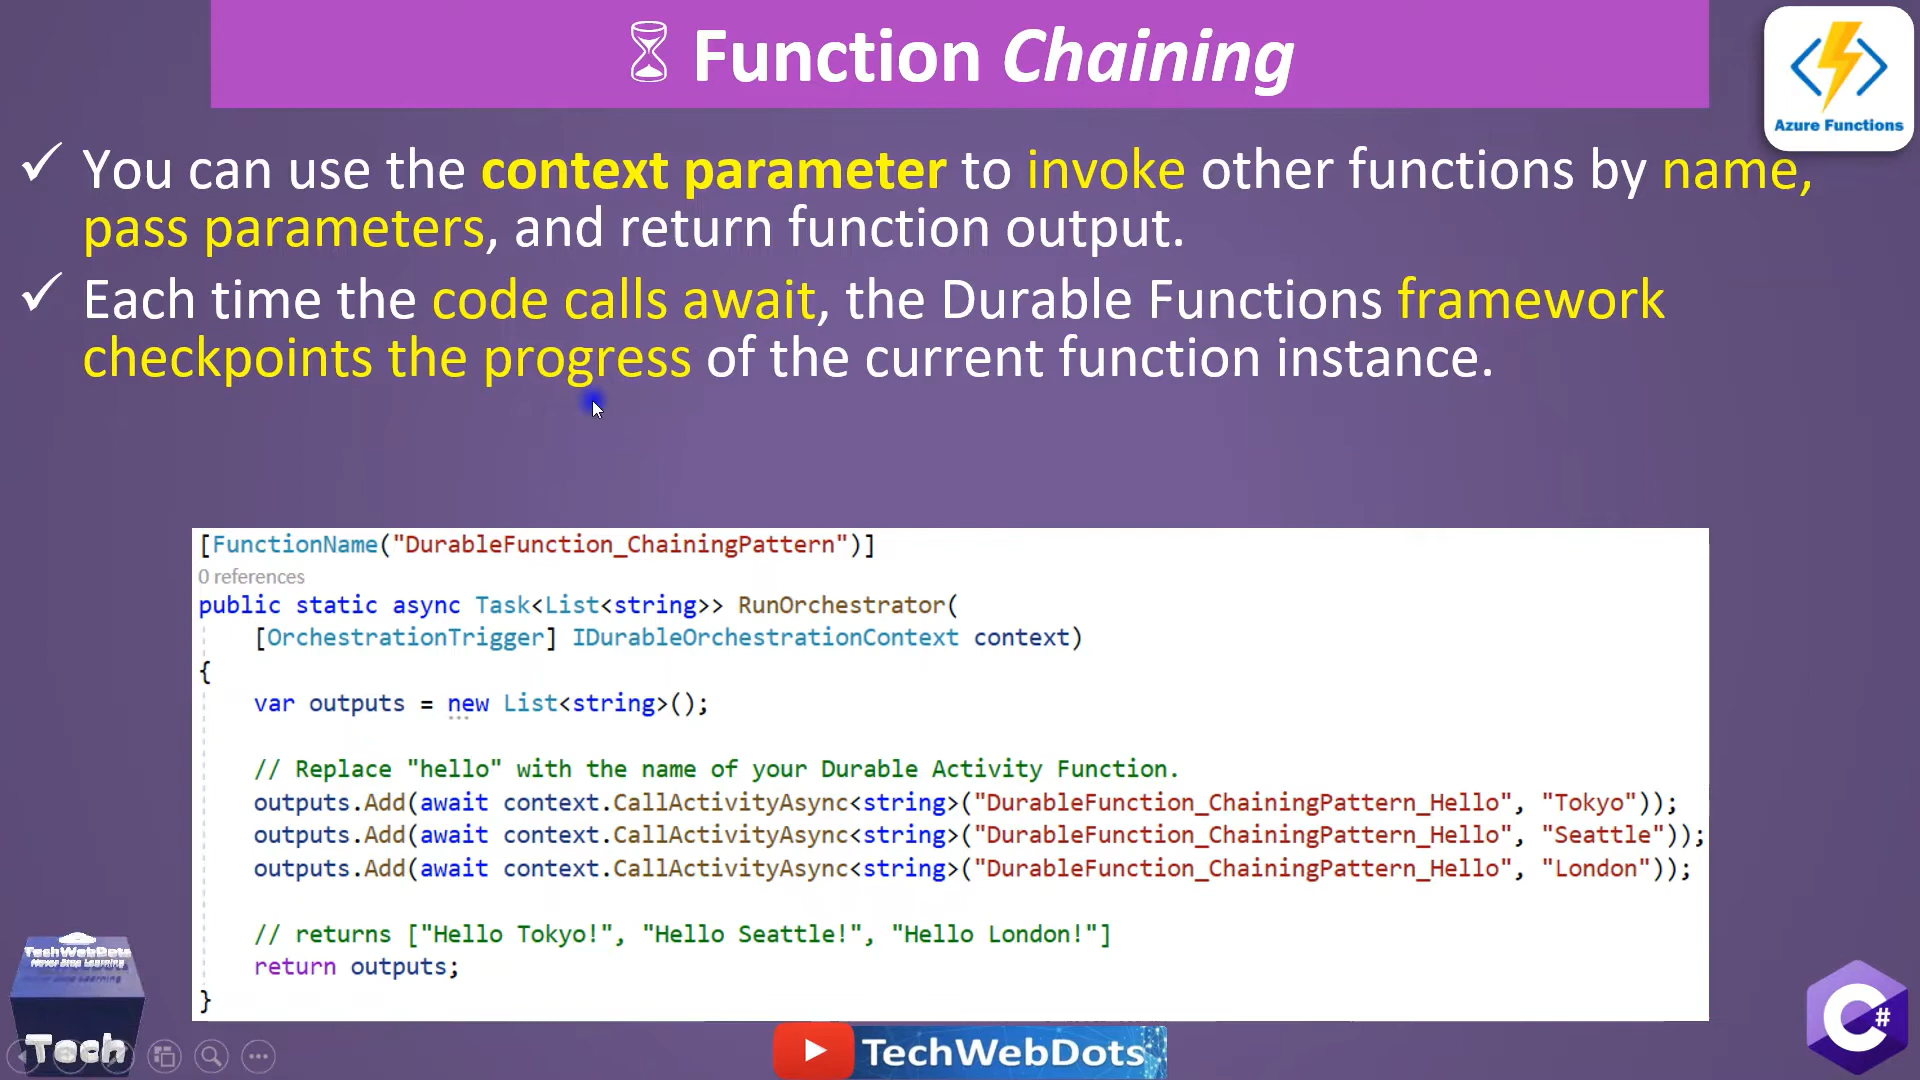 Function Chaining
Azure Functions
✓ You can use the context parameter to invoke other functions by name,
pass parameters, and return function output.
✓ Each time the code calls await, the Durable Functions framework
checkpoints the progress of the current function instance.
[FunctionName("DurableFunction_ChainingPattern")]
0 references
public static async Task<List<string>> RunOrchestrator(
[OrchestrationTrigger] IDurableOrchestrationContext context)
{
var outputs = new List<string>();
// Replace "hello" with the name of your Durable Activity Function.
outputs.Add(await context.CallActivityAsync<string>("DurableFunction_ChainingPattern_Hello", "Tokyo"));
outputs.Add(await context.CallActivityAsync<string>("DurableFunction_ChainingPattern_Hello", "Seattle"));
outputs.Add(await context.CallActivityAsync<string>("DurableFunction_ChainingPattern_Hello", "London"));
// returns ["Hello Tokyo!", "Hello Seattle!", "Hello London!"]
return outputs;
}
TechWebDots
Never Stop Learning
Tech
TechWebDots
C#